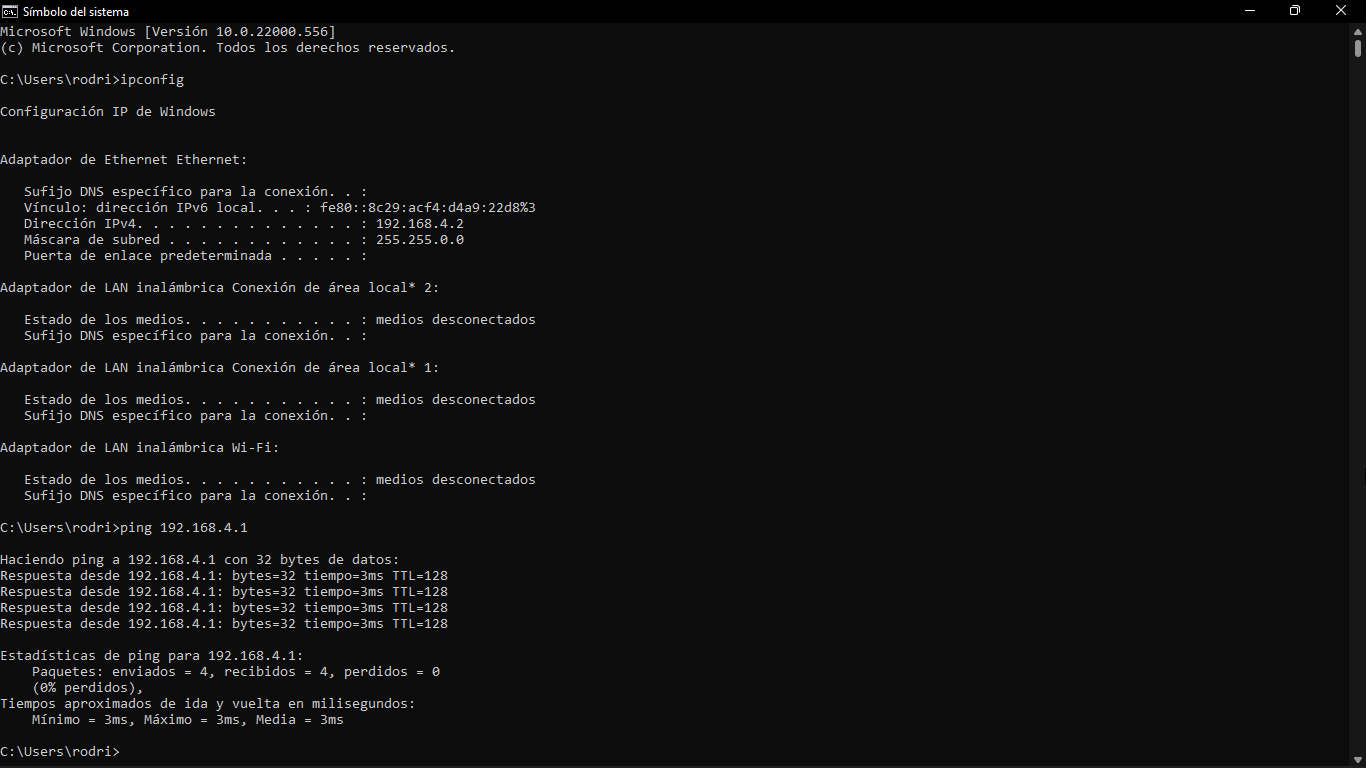 Símbolo del sistema
Microsoft Windows [Versión 10.0.22000.556]
(c) Microsoft Corporation. Todos los derechos reservados.
C:\Users\rodri>ipconfig
Configuración IP de Windows
Adaptador de Ethernet Ethernet:
Sufijo DNS específico para la conexión. . :
Vínculo: dirección IPv6 local. . . : fe80::8c29:acf4:d4a9:22d8%3
Dirección IPv4. . . . . . . . . . . . . . : 192.168.4.2
Máscara de subred . . . . . . . . . . . . : 255.255.0.0
Puerta de enlace predeterminada . . . . . :
Adaptador de LAN inalámbrica Conexión de área local* 2:
Estado de los medios. . . . . . . . . . . : medios desconectados
Sufijo DNS específico para la conexión. . :
Adaptador de LAN inalámbrica Conexión de área local* 1:
Estado de los medios. . . . . . . . . . . : medios desconectados
Sufijo DNS específico para la conexión. . :
Adaptador de LAN inalámbrica Wi-Fi:
Estado de los medios. . . . . . . . . . . : medios desconectados
Sufijo DNS específico para la conexión. . :
C:\Users\rodri>ping 192.168.4.1
Haciendo ping a 192.168.4.1 con 32 bytes de datos:
Respuesta desde 192.168.4.1: bytes=32 tiempo=3ms TTL=128
Respuesta desde 192.168.4.1: bytes=32 tiempo=3ms TTL=128
Respuesta desde 192.168.4.1: bytes=32 tiempo=3ms TTL=128
Respuesta desde 192.168.4.1: bytes=32 tiempo=3ms TTL=128
Estadísticas de ping para 192.168.4.1:
Paquetes: enviados = 4, recibidos = 4, perdidos = 0
(0% perdidos),
Tiempos aproximados de ida y vuelta en milisegundos:
Mínimo = 3ms, Máximo = 3ms, Media = 3ms
C:\Users\rodri>